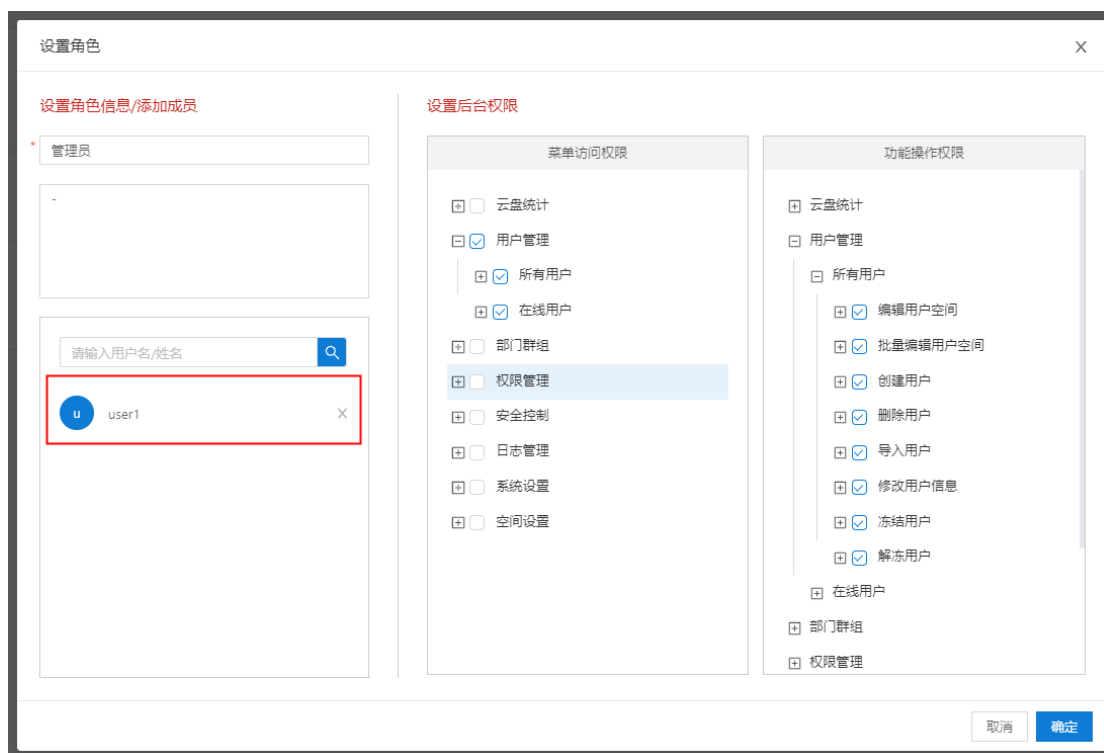 设置角色
设置角色信息/添加成员
* 管理员
-
请输入用户名/姓名
u user1
设置后台权限
菜单访问权限
云盘统计
用户管理
所有用户
在线用户
部门群组
权限管理
安全控制
日志管理
系统设置
空间设置
功能操作权限
云盘统计
用户管理
所有用户
编辑用户空间
批量编辑用户空间
创建用户
删除用户
导入用户
修改用户信息
冻结用户
解冻用户
在线用户
部门群组
权限管理
取消 确定